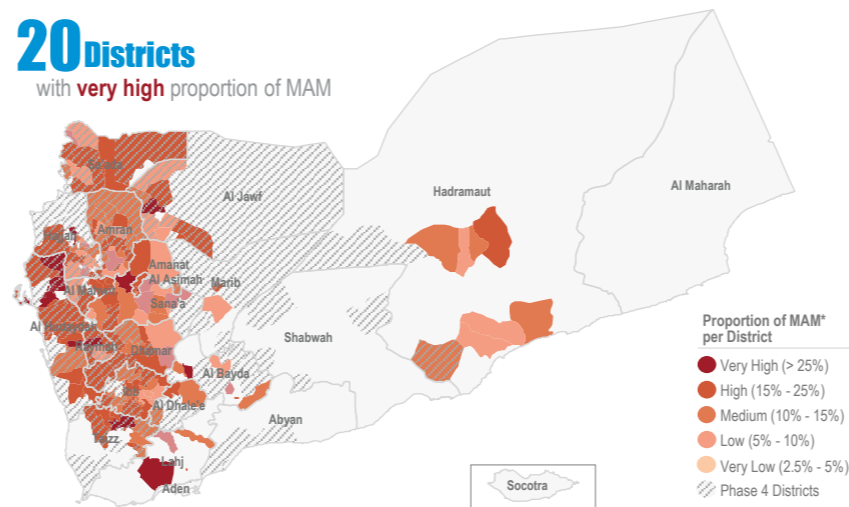 20 Districts
with very high proportion of MAM
Sa'ada
Al Jawf
Hadramaut
Al Maharah
Hajjah
Amran
Amanat
Al Asimah
Marib
Al Mahwit
Sana'a
Al Hudaydah
Shabwah
Raymah
Dhamar
Al Bayda
Ibb
Al Dhale'e
Abyan
Taizz
Lahj
Aden
Socotra
Proportion of MAM*
per District
Very High (> 25%)
High (15% - 25%)
Medium (10% - 15%)
Low (5% - 10%)
Very Low (2.5% - 5%)
Phase 4 Districts